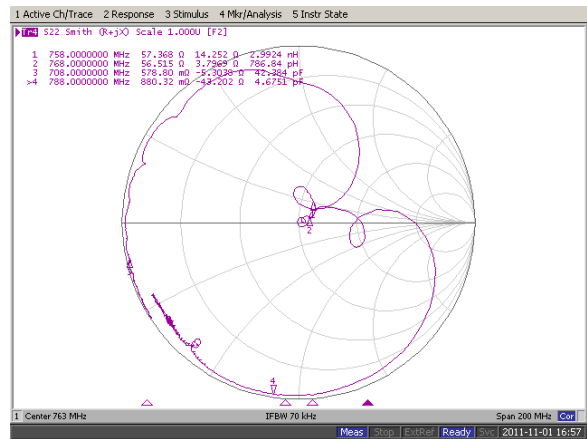 1 Active Ch/Trace 2 Response 3 Stimulus 4 Mkr/Analysis 5 Instr State
Tr4 S22 Smith (R+jX) Scale 1.000U [F2]
1 758.0000000 MHz 57.368 Ω 14.252 Ω 2.9924 nH
2 768.0000000 MHz 56.515 Ω 3.7969 Ω 786.84 pH
3 708.0000000 MHz 578.80 mΩ -5.3038 Ω 42.384 pF
>4 788.0000000 MHz 880.32 mΩ -43.202 Ω 4.6751 pF
2
3
4
1 Center 763 MHz IFBW 70 kHz Span 200 MHz Cor
Meas Stop ExtRef Ready Svc 2011-11-01 16:57